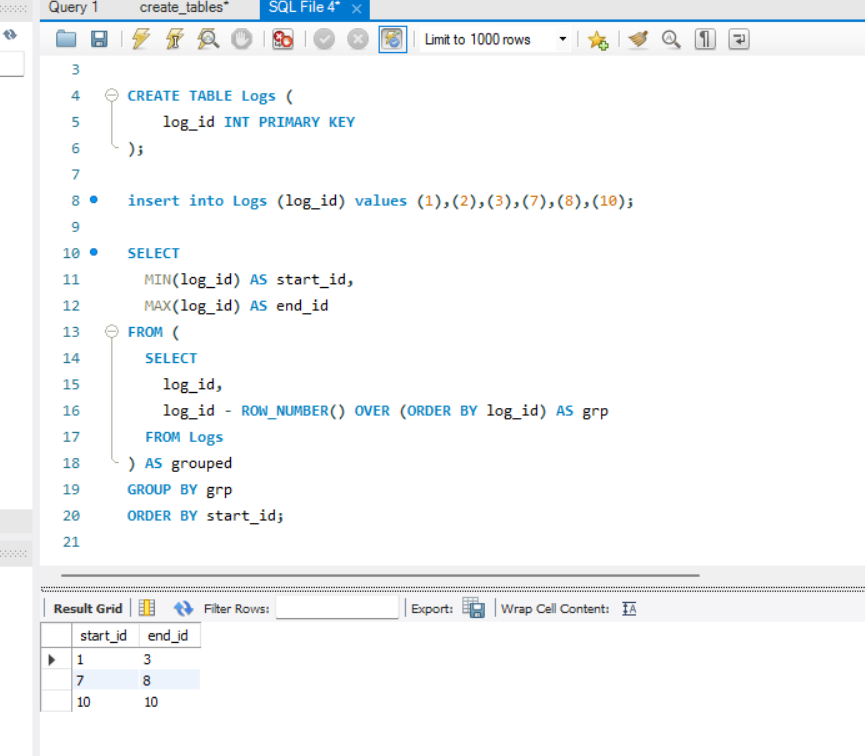 Query 1 create_tables* SQL File 4*
Limit to 1000 rows
3
4 CREATE TABLE Logs (
5 log_id INT PRIMARY KEY
6 );
7
8 insert into Logs (log_id) values (1),(2),(3),(7),(8),(10);
9
10 SELECT
11 MIN(log_id) AS start_id,
12 MAX(log_id) AS end_id
13 FROM (
14 SELECT
15 log_id,
16 log_id - ROW_NUMBER() OVER (ORDER BY log_id) AS grp
17 FROM Logs
18 ) AS grouped
19 GROUP BY grp
20 ORDER BY start_id;
21
Result Grid Filter Rows: Export: Wrap Cell Content:
start_id end_id
1 3
7 8
10 10